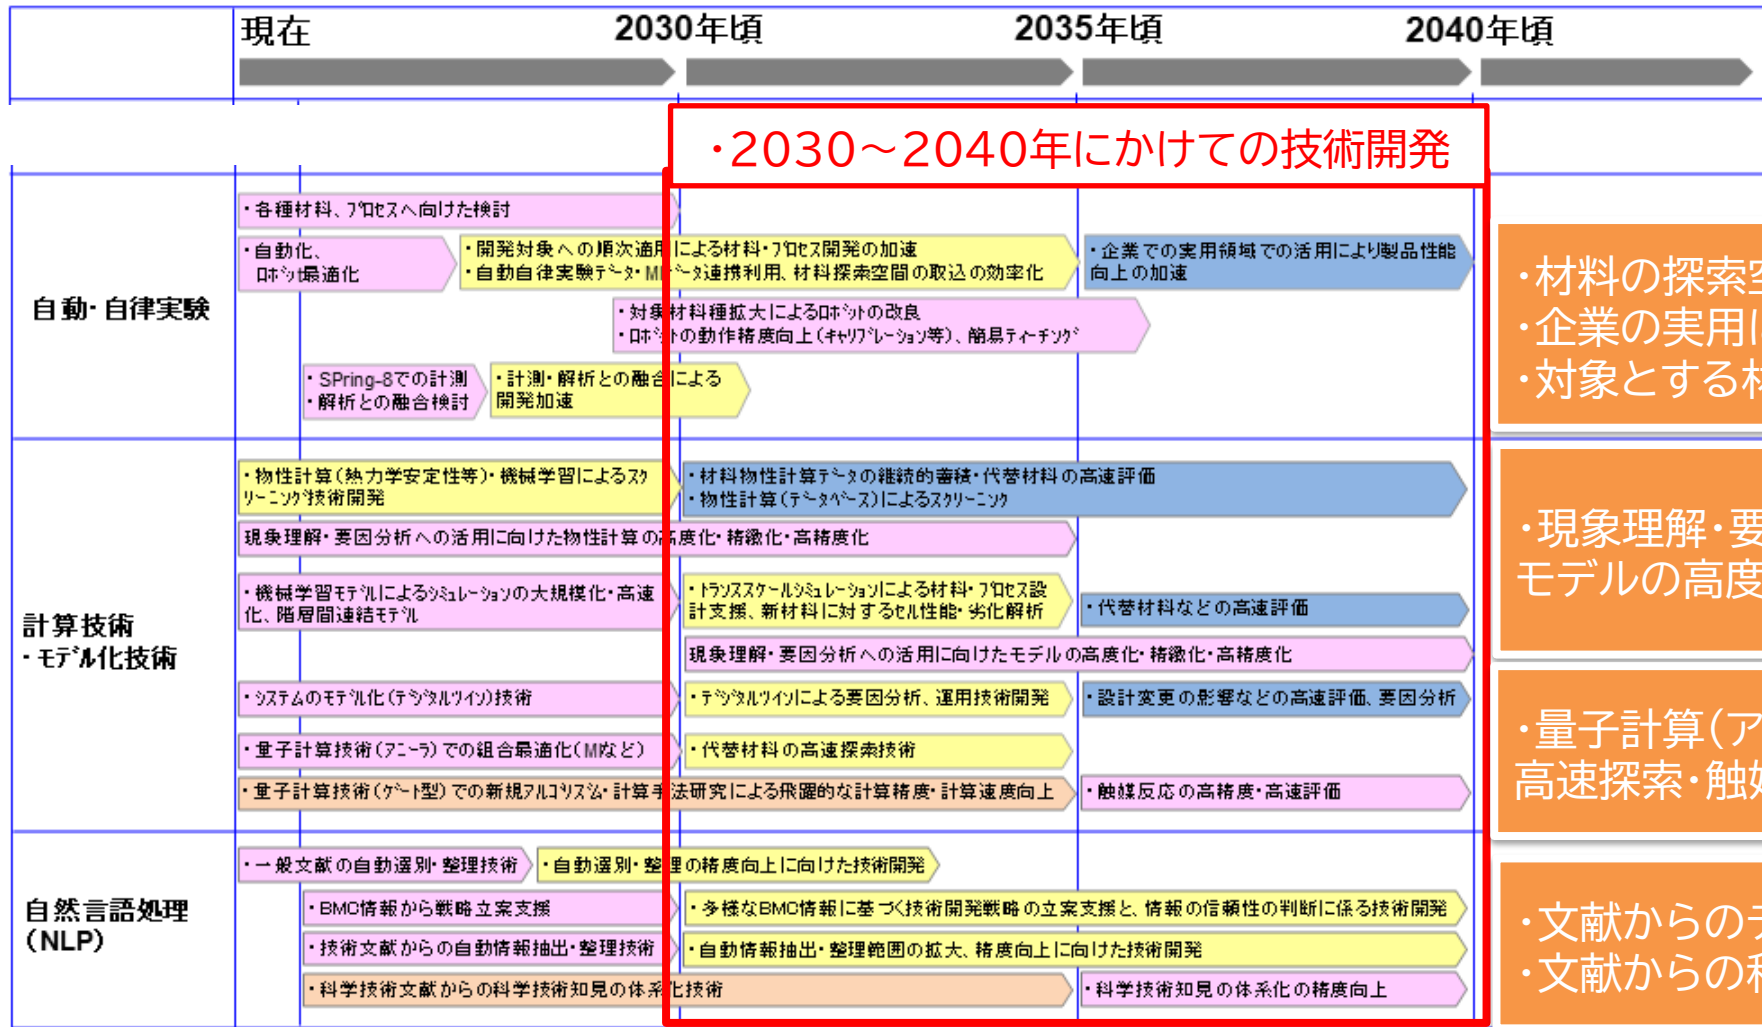 現在
2030年頃
2035年頃
2040年頃
・2030～2040年にかけての技術開発
自動・自律実験
・各種材料、ﾌﾟﾛｾｽへ向けた検討
・自動化、
ﾛﾎﾞｯﾄ最適化
・開発対象への順次適用による材料・ﾌﾟﾛｾｽ開発の加速
・自動自律実験ﾃﾞｰﾀ・MIﾃﾞｰﾀ連携利用、材料探索空間の取込の効率化
・企業での実用領域での活用により製品性能
向上の加速
・対象材料種拡大によるﾛﾎﾞｯﾄの改良
・ﾛﾎﾞｯﾄの動作精度向上(ｷｬﾘﾌﾞﾚｰｼｮﾝ等)、簡易ﾃｨｰﾁﾝｸﾞ
・SPring-8での計測
・解析との融合検討
・計測・解析との融合による
開発加速
・材料の探索空
・企業の実用に
・対象とする材
計算技術
・ﾓﾃﾞﾙ化技術
・物性計算(熱力学安定性等)・機械学習によるｽｸ
ﾘｰﾆﾝｸﾞ技術開発
・材料物性計算ﾃﾞｰﾀの継続的蓄積・代替材料の高速評価
・物性計算(ﾃﾞｰﾀﾍﾞｰｽ)によるｽｸﾘｰﾆﾝｸﾞ
現象理解・要因分析への活用に向けた物性計算の高度化・精緻化・高精度化
・機械学習ﾓﾃﾞﾙによるｼﾐｭﾚｰｼｮﾝの大規模化・高速
化、階層間連結ﾓﾃﾞﾙ
・ﾄﾗﾝｽｽｹｰﾙｼﾐｭﾚｰｼｮﾝによる材料・ﾌﾟﾛｾｽ設
計支援、新材料に対するｾﾙ性能・劣化解析
・代替材料などの高速評価
現象理解・要因分析への活用に向けたモデルの高度化・精緻化・高精度化
・ｼｽﾃﾑのﾓﾃﾞﾙ化(ﾃﾞｼﾞﾀﾙﾂｲﾝ)技術
・ﾃﾞｼﾞﾀﾙﾂｲﾝによる要因分析、運用技術開発
・設計変更の影響などの高速評価、要因分析
・量子計算技術(ｱﾆｰﾗ)での組合最適化(MIなど)
・代替材料の高速探索技術
・量子計算技術(ｹﾞｰﾄ型)での新規ｱﾙｺﾞﾘｽﾞﾑ・計算手法研究による飛躍的な計算精度・計算速度向上
・触媒反応の高精度・高速評価
・現象理解・要
モデルの高度
・量子計算(ア
高速探索・触媒
自然言語処理
(NLP)
・一般文献の自動選別・整理技術
・自動選別・整理の精度向上に向けた技術開発
・BMC情報から戦略立案支援
・多様なBMC情報に基づく技術開発戦略の立案支援と、情報の信頼性の判断に係る技術開発
・技術文献からの自動情報抽出・整理技術
・自動情報抽出・整理範囲の拡大、精度向上に向けた技術開発
・科学技術文献からの科学技術知見の体系化技術
・科学技術知見の体系化の精度向上
・文献からのデ
・文献からの科